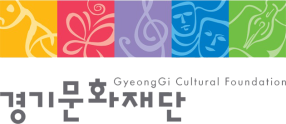 GyeongGi Cultural Foundation
경기문화재단